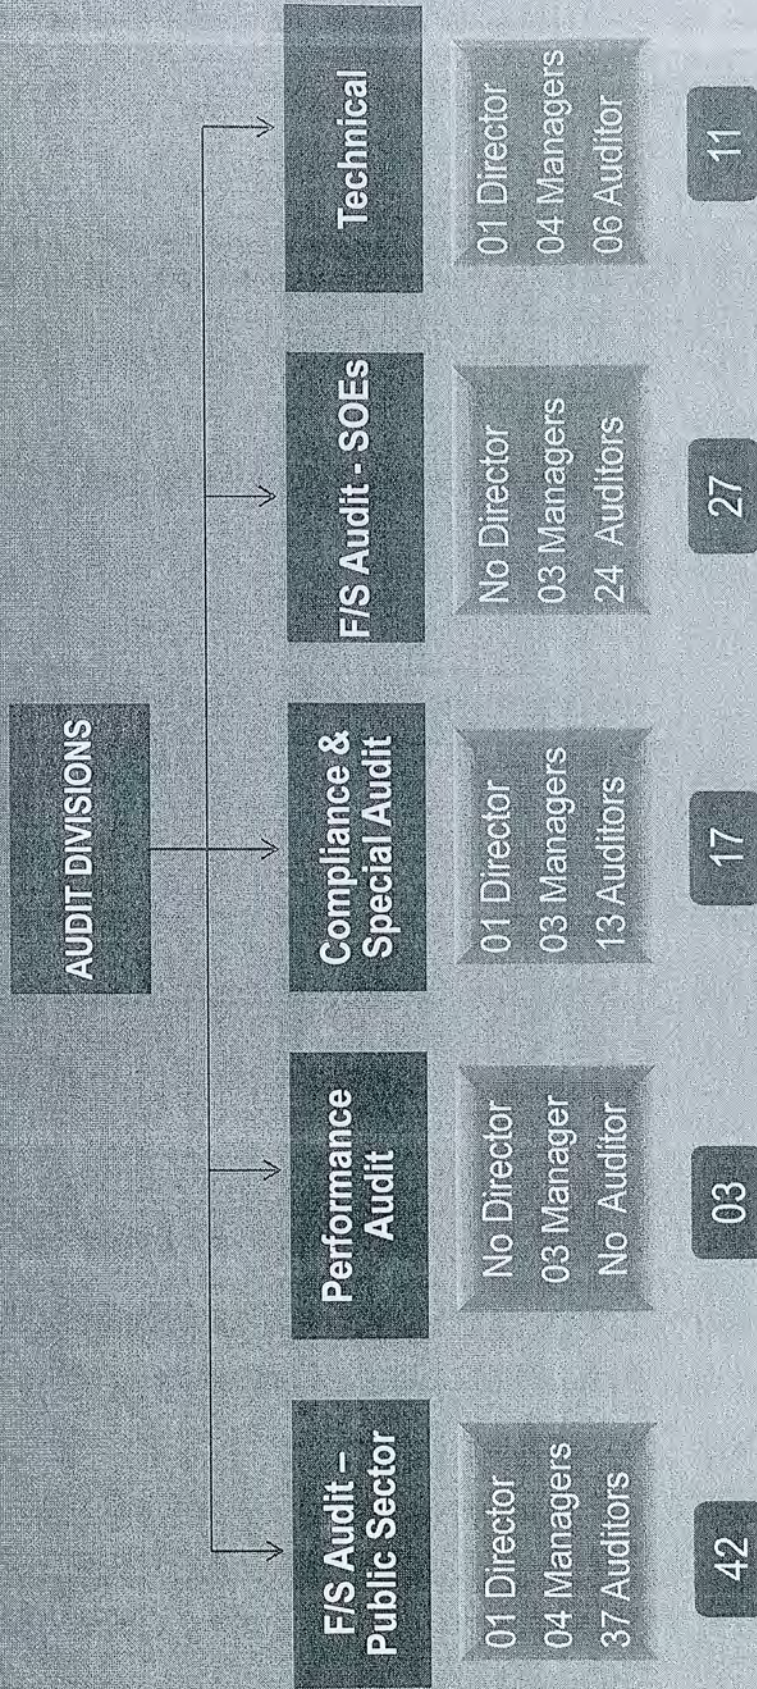 AUDIT DIVISIONS
F/S Audit –
Public Sector
Performance
Audit
Compliance &
Special Audit
F/S Audit - SOEs
Technical
01 Director
04 Managers
37 Auditors
No Director
03 Manager
No Auditor
01 Director
03 Managers
13 Auditors
No Director
03 Managers
24 Auditors
01 Director
04 Managers
06 Auditor
42
03
17
27
11